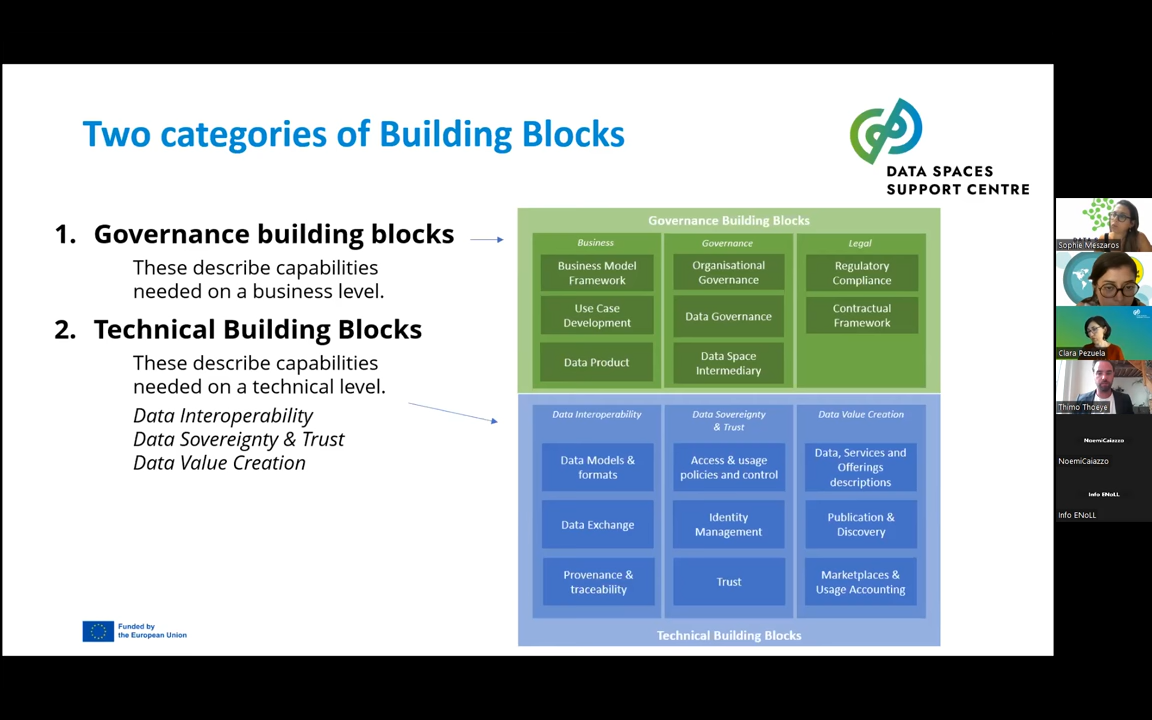 Two categories of Building Blocks
DATA SPACES
SUPPORT CENTRE
1. Governance building blocks
These describe capabilities
needed on a business level.
2. Technical Building Blocks
These describe capabilities
needed on a technical level.
Data Interoperability
Data Sovereignty & Trust
Data Value Creation
Governance Building Blocks
Business
Business Model
Framework
Use Case
Development
Data Product
Governance
Organisational
Governance
Data Governance
Data Space
Intermediary
Legal
Regulatory
Compliance
Contractual
Framework
Data Interoperability
Data Models &
formats
Data Exchange
Provenance &
traceability
Data Sovereignty
& Trust
Access & usage
policies and control
Identity
Management
Trust
Data Value Creation
Data, Services and
Offerings
descriptions
Publication &
Discovery
Marketplaces &
Usage Accounting
Technical Building Blocks
Funded by
the European Union
Sophie Meszaros
Clara Pezuela
Thimo Thoeye
NoemiCaiazzo
NoemiCaiazzo
Info ENoLL
Info ENoLL